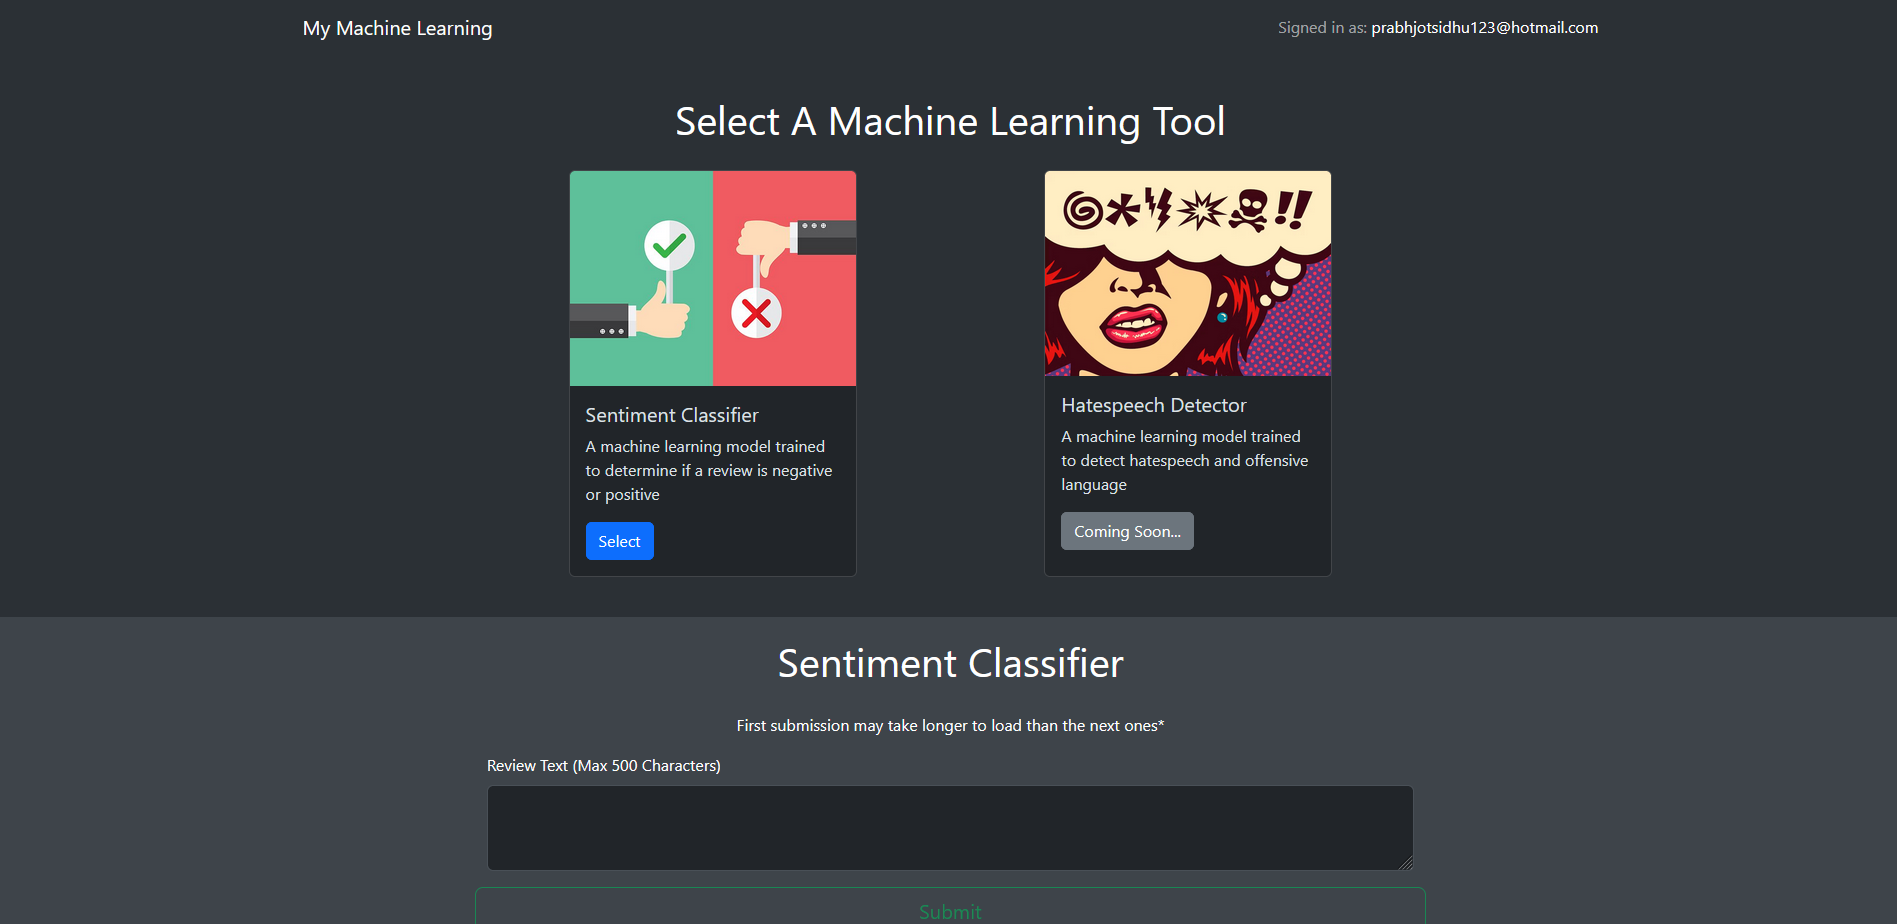 My Machine Learning
Signed in as: prabhjotsidhu123@hotmail.com
Select A Machine Learning Tool
Sentiment Classifier
A machine learning model trained
to determine if a review is negative
or positive
Select
Hatespeech Detector
A machine learning model trained
to detect hatespeech and offensive
language
Coming Soon...
Sentiment Classifier
First submission may take longer to load than the next ones*
Review Text (Max 500 Characters)
Submit